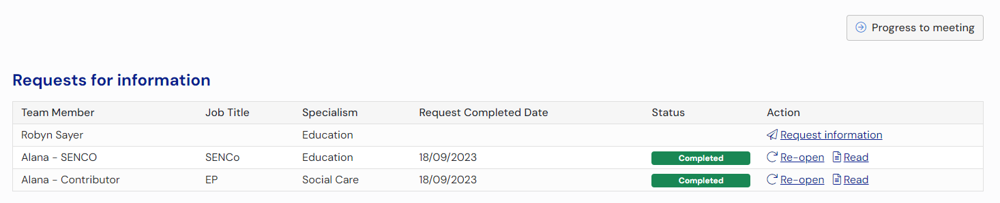 Progress to meeting
Requests for information
Team Member Job Title Specialism Request Completed Date Status Action
Robyn Sayer Education Request information
Alana - SENCO SENCo Education 18/09/2023 Completed Re-open Read
Alana - Contributor EP Social Care 18/09/2023 Completed Re-open Read